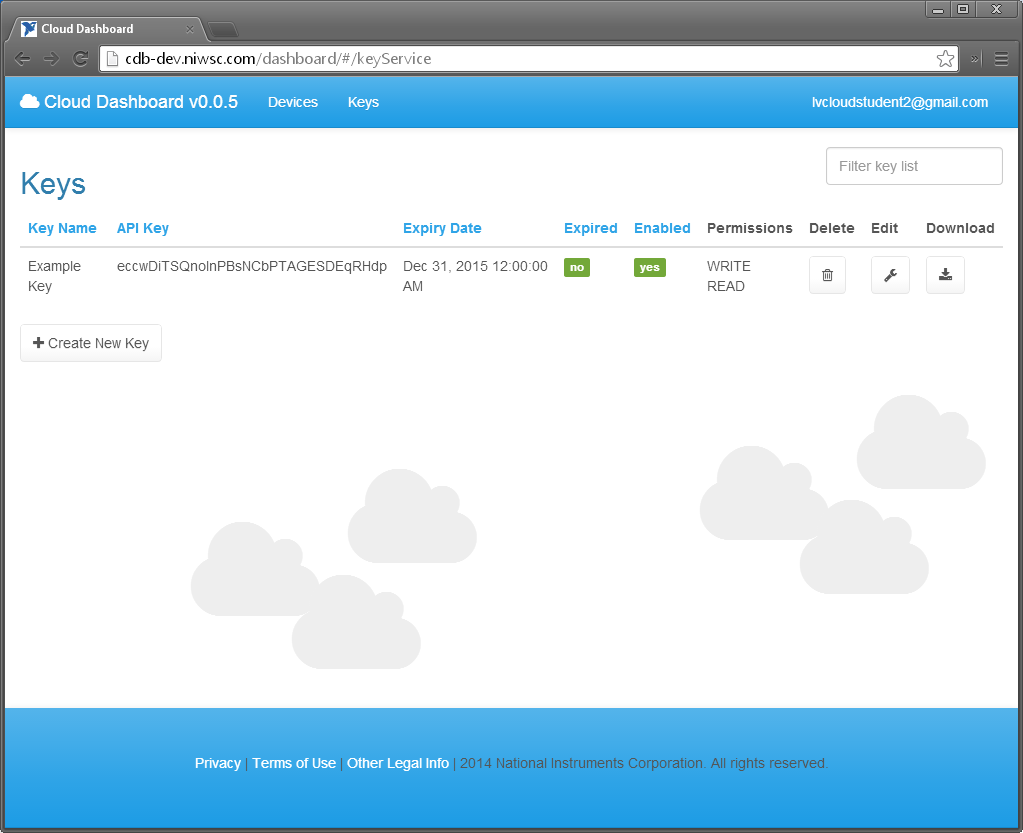 Cloud Dashboard
cdb-dev.niwsc.com/dashboard/#/keyService
Cloud Dashboard v0.0.5 Devices Keys lvcloudstudent2@gmail.com
Filter key list
Keys
Key Name API Key Expiry Date Expired Enabled Permissions Delete Edit Download
Example eccwDiTSQnolnPBsNCbPTAGESDEqRHdp Dec 31, 2015 12:00:00 no yes WRITE
Key AM READ
Create New Key
Privacy | Terms of Use | Other Legal Info | 2014 National Instruments Corporation. All rights reserved.